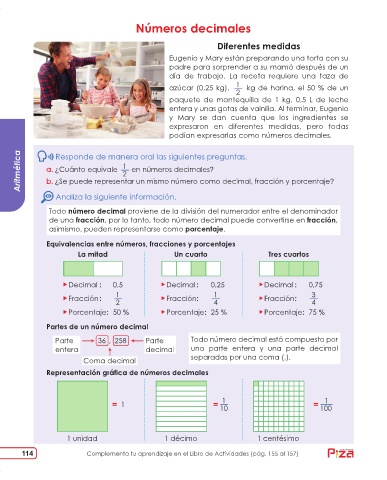 Números decimales
Diferentes medidas
Eugenio y Mary están preparando una torta con su
padre para sorprender a su mamá después de un
día de trabajo. La receta requiere una taza de
azúcar (0,25 kg), 1/2 kg de harina, el 50 % de un
paquete de mantequilla de 1 kg, 0,5 L de leche
entera y unas gotas de vainilla. Al terminar, Eugenio
y Mary se dan cuenta que los ingredientes se
expresaron en diferentes medidas, pero todas
podían expresarlas como números decimales.
Aritmética
Responde de manera oral las siguientes preguntas.
a. ¿Cuánto equivale 1/2 en números decimales?
b. ¿Se puede representar un mismo número como decimal, fracción y porcentaje?
Analiza la siguiente información.
Todo número decimal proviene de la división del numerador entre el denominador
de una fracción, por lo tanto, todo número decimal puede convertirse en fracción,
asimismo, pueden representarse como porcentaje.
Equivalencias entre números, fracciones y porcentajes
La mitad Un cuarto Tres cuartos
Decimal : 0,5 Decimal : 0,25 Decimal : 0,75
Fracción : 1/2 Fracción: 1/4 Fracción: 3/4
Porcentaje: 50 % Porcentaje: 25 % Porcentaje: 75 %
Partes de un número decimal
Parte entera 36 , 258 Parte decimal
Coma decimal
Todo número decimal está compuesto por
una parte entera y una parte decimal
separadas por una coma (,).
Representación gráfica de números decimales
= 1 = 1/10 = 1/100
1 unidad 1 décimo 1 centésimo
114 Complementa tu aprendizaje en el Libro de Actividades (pág. 155 al 157)